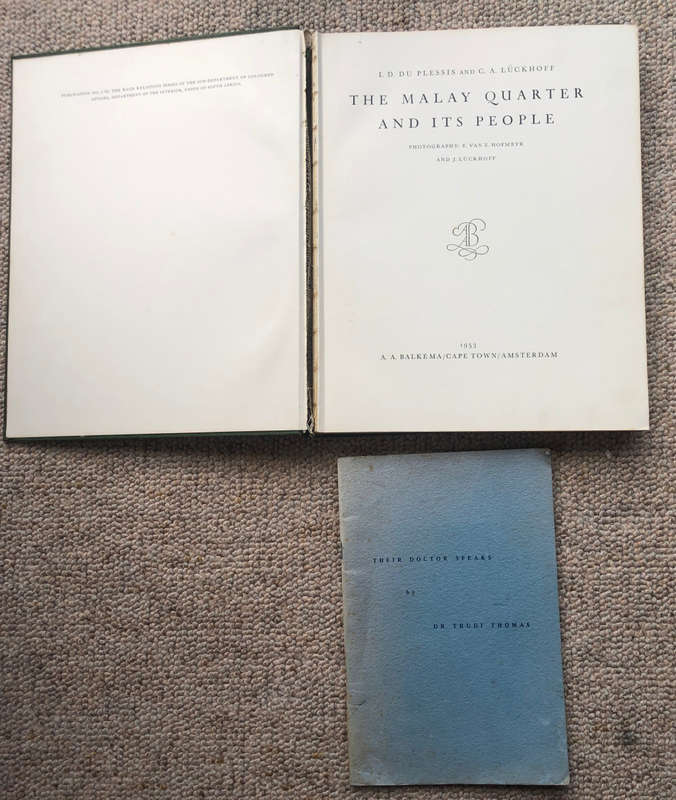 PUBLICATION NO. 1 OF THE RACE RELATIONS SERIES OF THE SUB-DEPARTMENT OF COLOURED
AFFAIRS, DEPARTMENT OF THE INTERIOR, UNION OF SOUTH AFRICA.
I. D. DU PLESSIS AND C. A. LÜCKHOFF
THE MALAY QUARTER
AND ITS PEOPLE
PHOTOGRAPHS: E. VAN Z. HOFMEYR
AND J. LÜCKHOFF
AB
1953
A. A. BALKEMA/CAPE TOWN/AMSTERDAM
THEIR DOCTOR SPEAKS
by
DR TRUDI THOMAS